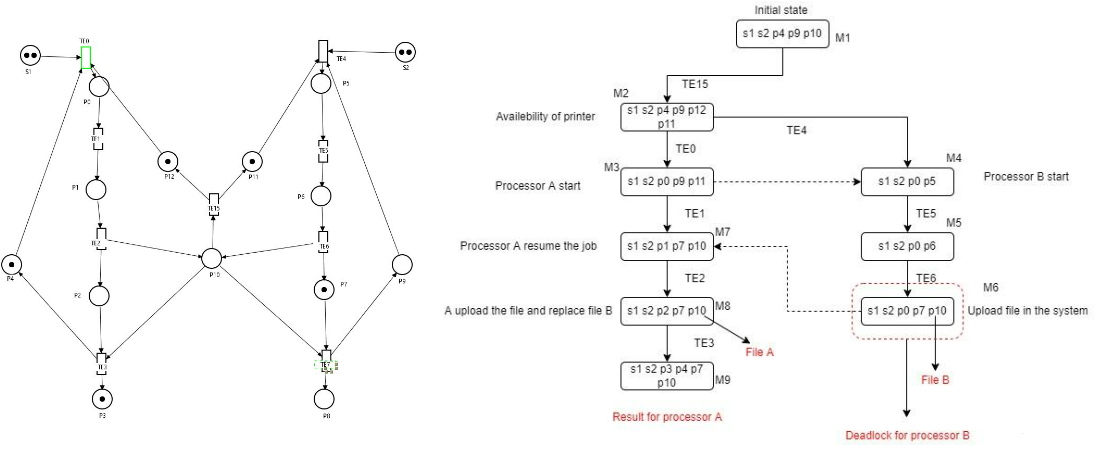 TE0
S1
P0
TE1
P1
TE2
P2
P4
P3
P12
TE15
P10
P11
TE4
S2
P5
TE5
P6
TE6
P7
P9
TE7
P8
Initial state
s1 s2 p4 p9 p10
M1
TE15
M2
Availebility of printer
s1 s2 p4 p9 p12
p11
TE4
TE0
M3
M4
Processor A start
s1 s2 p0 p9 p11
s1 s2 p0 p5
Processor B start
TE1
TE5
M7
M5
Processor A resume the job
s1 s2 p1 p7 p10
s1 s2 p0 p6
TE2
TE6
M6
A upload the file and replace file B
s1 s2 p2 p7 p10
M8
s1 s2 p0 p7 p10
Upload file in the system
TE3
File A
s1 s2 p3 p4 p7
p10
M9
File B
Result for processor A
Deadlock for processor B